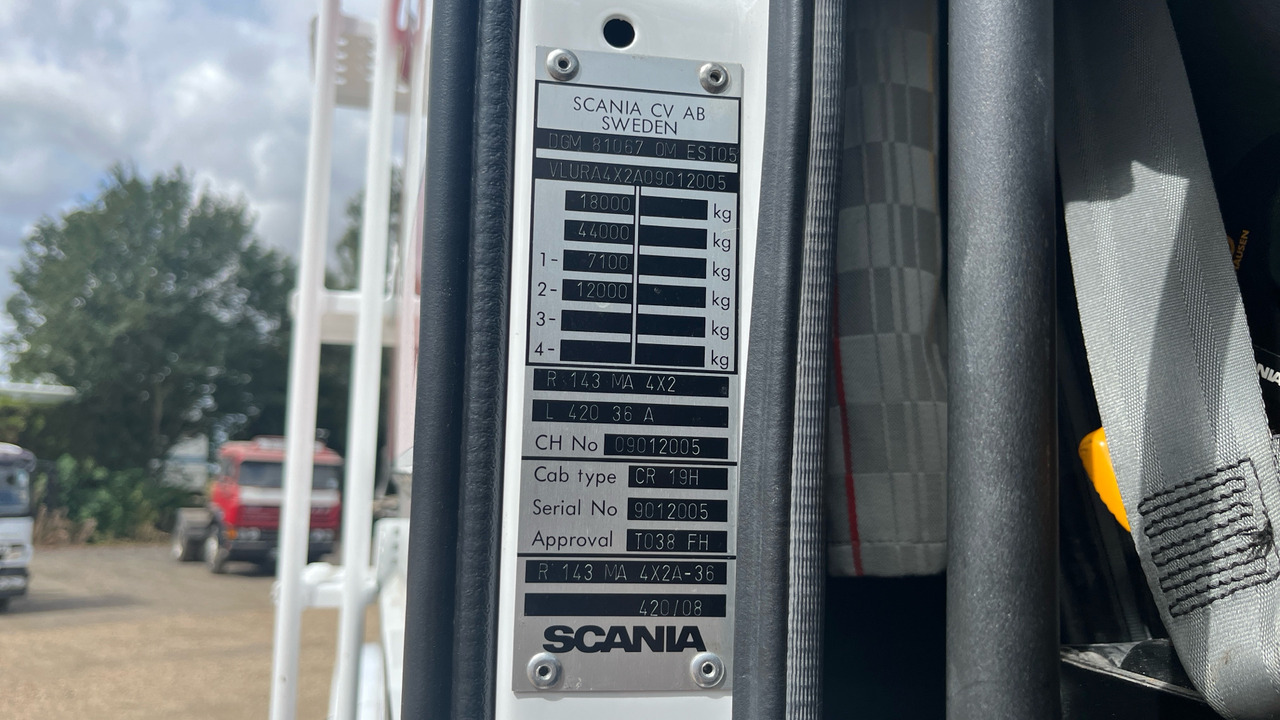 SCANIA CV AB
SWEDEN
DGM 81067 OM EST05
VLURA4X2A09012005
18000 kg
44000 kg
1- 7100 kg
2- 12000 kg
3- kg
4- kg
R 143 MA 4X2
L 420 36 A
CH No 09012005
Cab type CR 19H
Serial No 9012005
Approval T038 FH
R 143 MA 4X2A-36
420/08
SCANIA